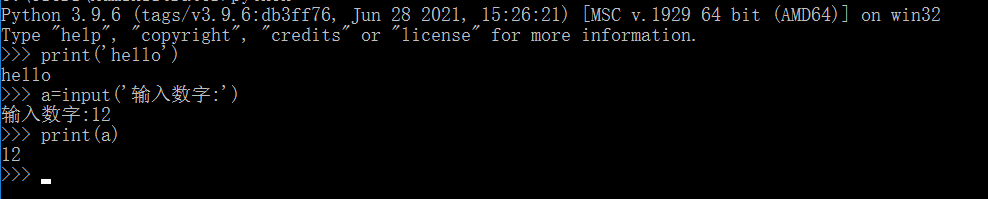 Python 3.9.6 (tags/v3.9.6:db3ff76, Jun 28 2021, 15:26:21) [MSC v.1929 64 bit (AMD64)] on win32
Type "help", "copyright", "credits" or "license" for more information.
>>> print('hello')
hello
>>> a=input('输入数字:')
输入数字:12
>>> print(a)
12
>>>